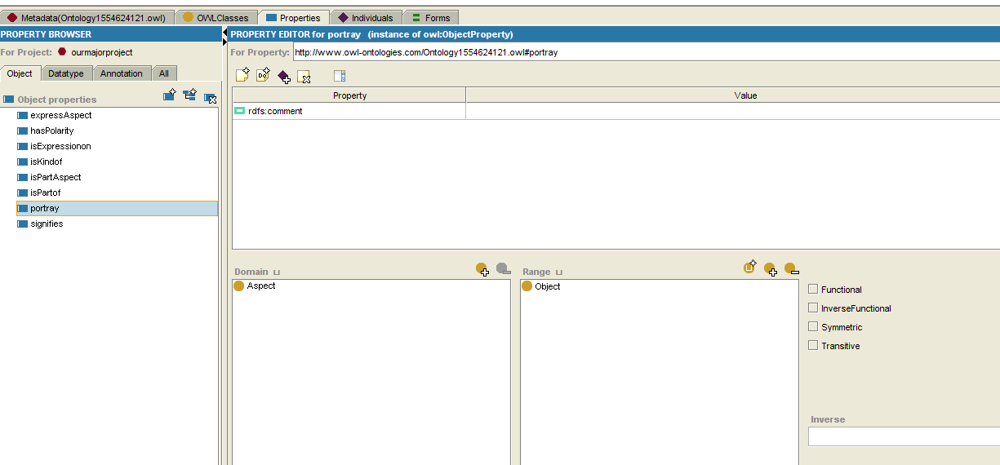 Metadata(Ontology1554624121.owl) OWLClasses Properties Individuals Forms
PROPERTY BROWSER
For Project: ourmajorproject
Object Datatype Annotation All
Object properties
expressAspect
hasPolarity
isExpressionon
isKindof
isPartAspect
isPartof
portray
signifies
PROPERTY EDITOR for portray (instance of owl:ObjectProperty)
For Property: http://www.owl-ontologies.com/Ontology1554624121.owl#portray
Property Value
rdfs:comment
Domain
Aspect
Range
Object
Functional
InverseFunctional
Symmetric
Transitive
Inverse